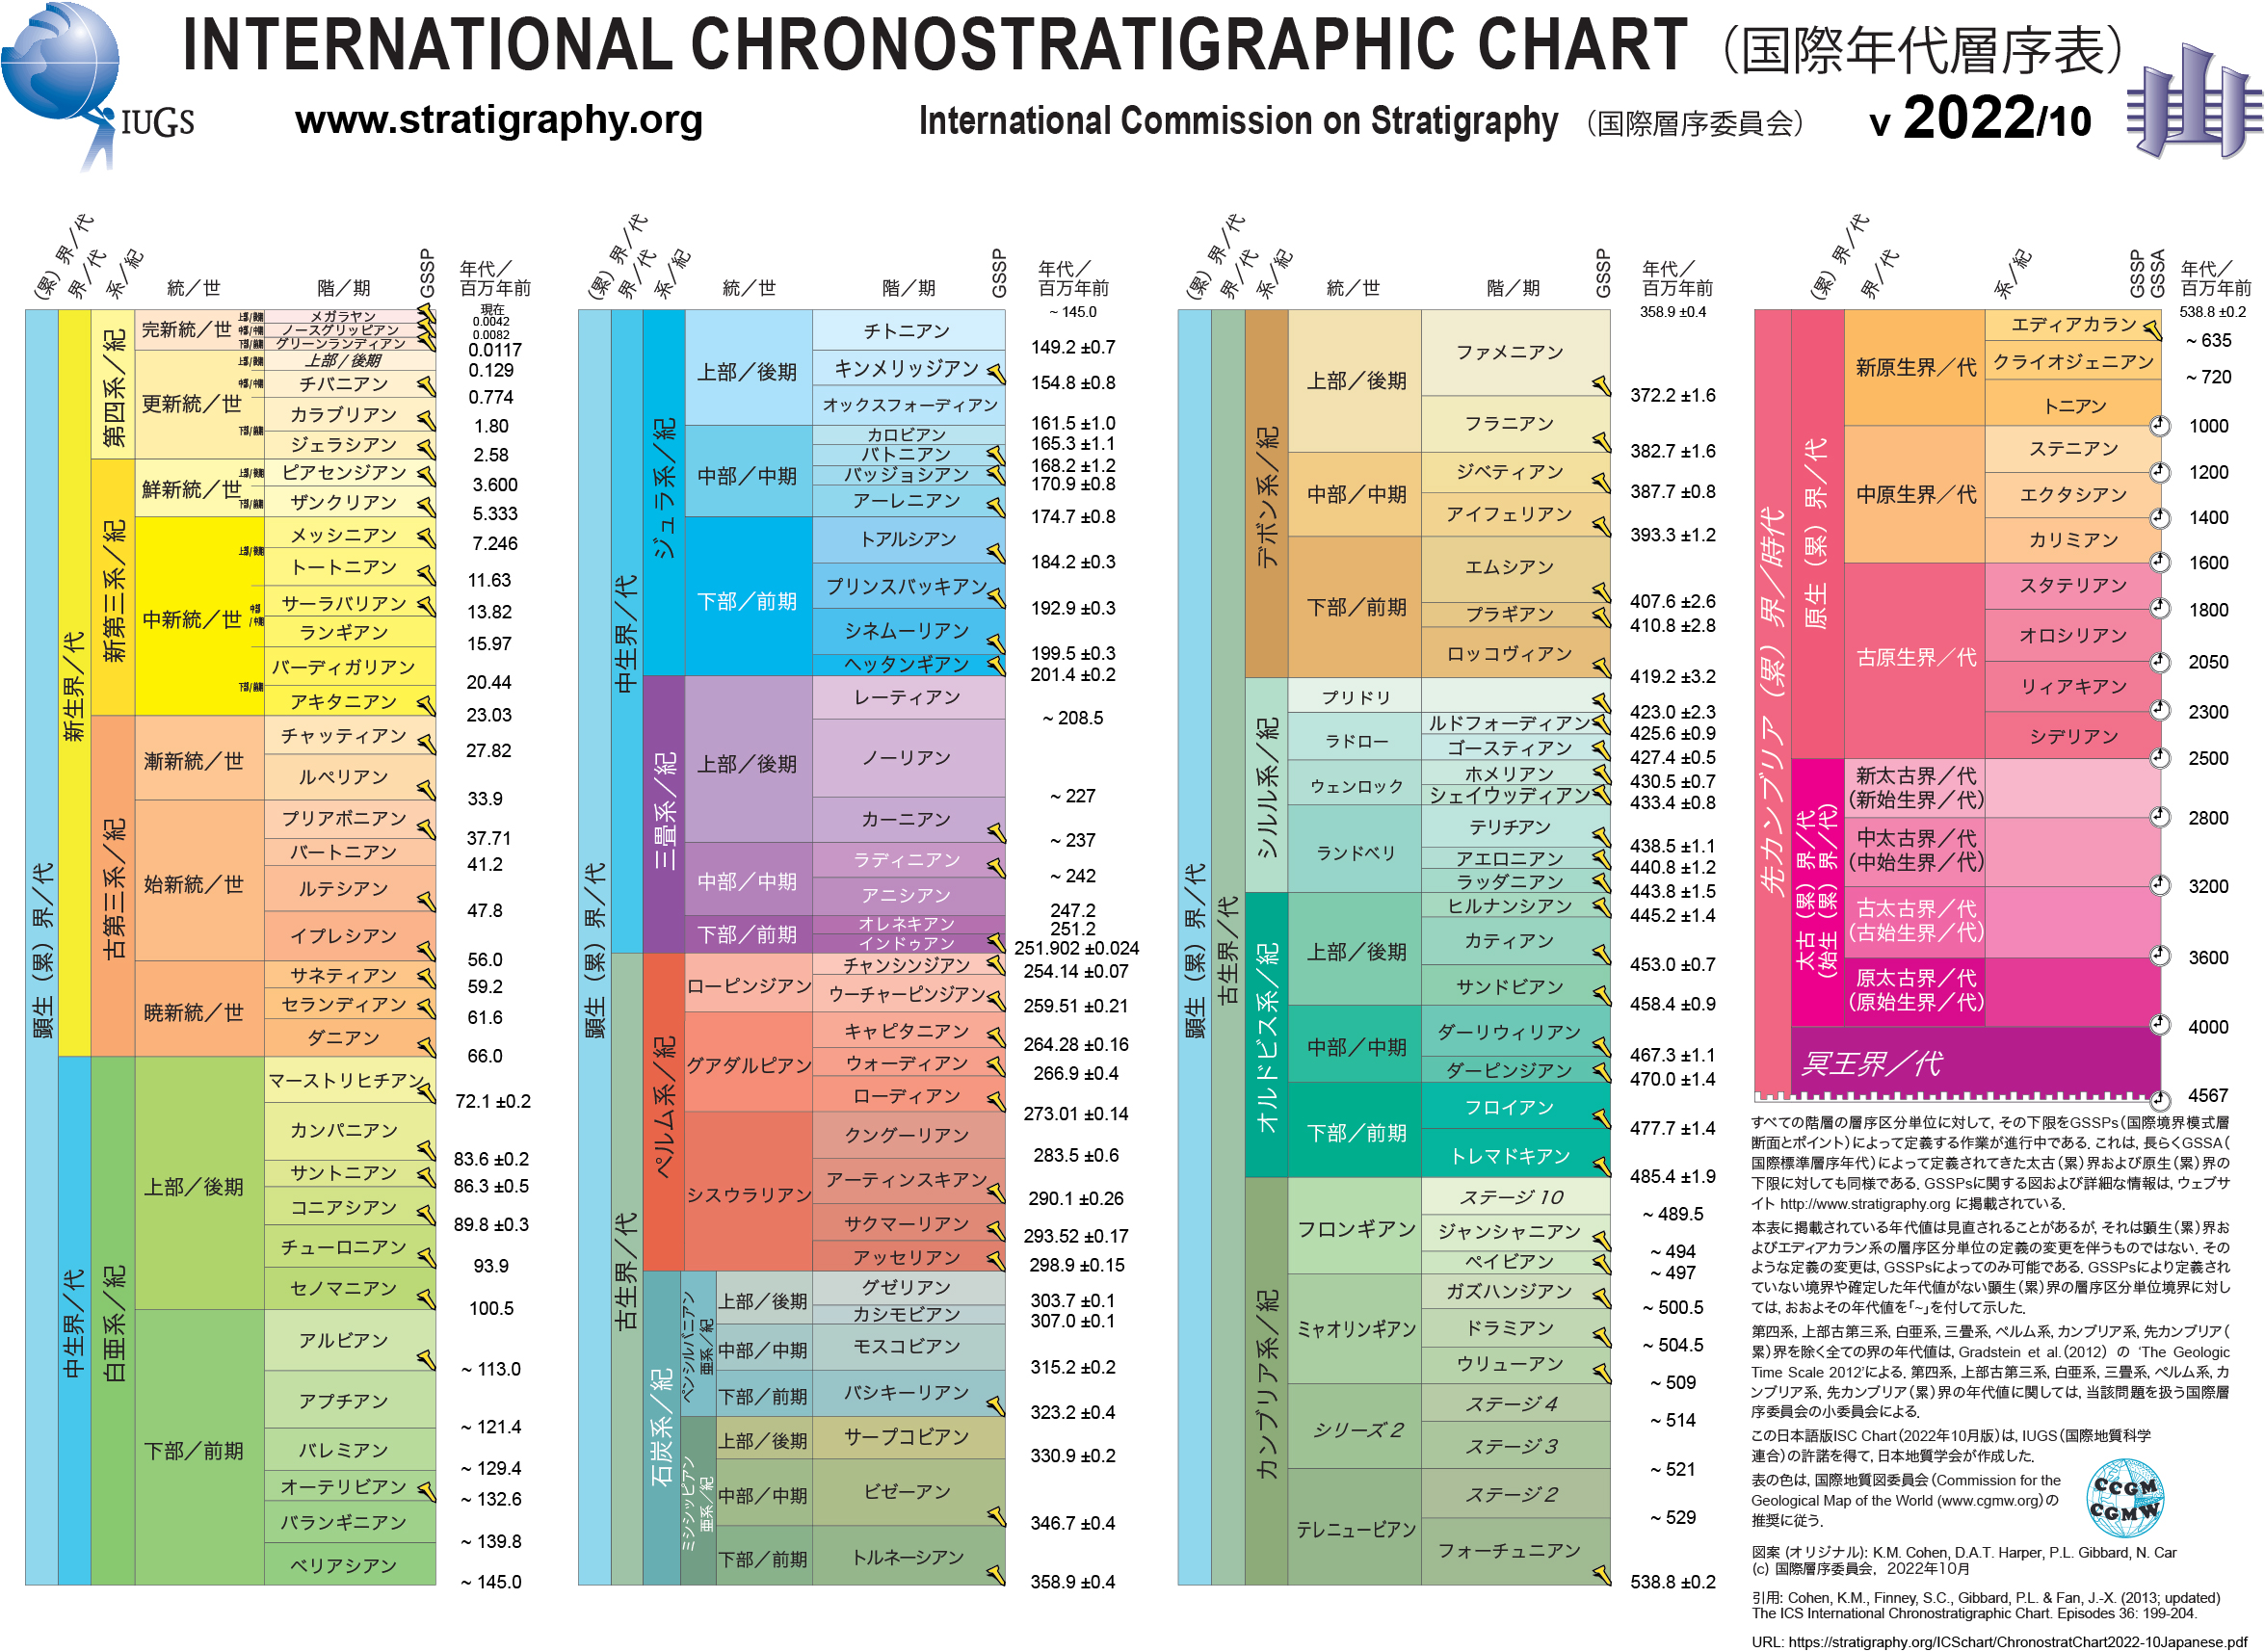 INTERNATIONAL CHRONOSTRATIGRAPHIC CHART（国際年代層序表）
IUGS
www.stratigraphy.org
International Commission on Stratigraphy （国際層序委員会）
v 2022/10
(累) 界／代
界／代
系／紀
統／世
階／期
GSSP
年代／
百万年前
顕生（累）界／代
新生界／代
中生界／代
第四系／紀
新第三系／紀
古第三系／紀
白亜系／紀
完新統／世
上部/後期
メガラヤン
現在
中部/中期
ノースグリッピアン
0.0042
下部/前期
グリーンランディアン
0.0082
0.0117
更新統／世
上部/後期
上部／後期
0.129
中部/中期
チバニアン
0.774
下部/前期
カラブリアン
1.80
ジェラシアン
2.58
鮮新統／世
上部/後期
ピアセンジアン
3.600
下部/前期
ザンクリアン
5.333
中新統／世
上部/後期
メッシニアン
7.246
トートニアン
11.63
中部/中期
サーラバリアン
13.82
ランギアン
15.97
下部/前期
バーディガリアン
20.44
アキタニアン
23.03
漸新統／世
チャッティアン
27.82
ルペリアン
33.9
始新統／世
プリアボニアン
37.71
バートニアン
41.2
ルテシアン
47.8
イプレシアン
56.0
暁新統／世
サネティアン
59.2
セランディアン
61.6
ダニアン
66.0
上部／後期
マーストリヒチアン
72.1 ±0.2
カンパニアン
83.6 ±0.2
サントニアン
86.3 ±0.5
コニアシアン
89.8 ±0.3
チューロニアン
93.9
セノマニアン
100.5
下部／前期
アルビアン
~ 113.0
アプチアン
~ 121.4
バレミアン
~ 129.4
オーテリビアン
~ 132.6
バランギニアン
~ 139.8
ベリアシアン
~ 145.0
(累) 界／代
界／代
系／紀
統／世
階／期
GSSP
年代／
百万年前
~ 145.0
顕生（累）界／代
中生界／代
古生界／代
ジュラ系／紀
三畳系／紀
ペルム系／紀
石炭系／紀
上部／後期
チトニアン
149.2 ±0.7
キンメリッジアン
154.8 ±0.8
オックスフォーディアン
161.5 ±1.0
中部／中期
カロビアン
165.3 ±1.1
バトニアン
168.2 ±1.2
バッジョシアン
170.9 ±0.8
アーレニアン
174.7 ±0.8
下部／前期
トアルシアン
184.2 ±0.3
プリンスバッキアン
192.9 ±0.3
シネムーリアン
199.5 ±0.3
ヘッタンギアン
201.4 ±0.2
上部／後期
レーティアン
~ 208.5
ノーリアン
~ 227
カーニアン
~ 237
中部／中期
ラディニアン
~ 242
アニシアン
247.2
下部／前期
オレネキアン
251.2
インドゥアン
251.902 ±0.024
ローピンジアン
チャンシンジアン
254.14 ±0.07
ウーチャーピンジアン
259.51 ±0.21
グアダルピアン
キャピタニアン
264.28 ±0.16
ウォーディアン
266.9 ±0.4
ローディアン
273.01 ±0.14
シスウラリアン
クングーリアン
283.5 ±0.6
アーティンスキアン
290.1 ±0.26
サクマーリアン
293.52 ±0.17
アッセリアン
298.9 ±0.15
ペンシルバニアン
亜系／紀
上部／後期
グゼリアン
303.7 ±0.1
カシモビアン
307.0 ±0.1
中部／中期
モスコビアン
315.2 ±0.2
下部／前期
バシキーリアン
323.2 ±0.4
ミシシッピアン
亜系／紀
上部／後期
サープコビアン
330.9 ±0.2
中部／中期
ビゼーアン
346.7 ±0.4
下部／前期
トルネーシアン
358.9 ±0.4
(累) 界／代
界／代
系／紀
統／世
階／期
GSSP
年代／
百万年前
358.9 ±0.4
顕生（累）界／代
古生界／代
デボン系／紀
シルル系／紀
オルドビス系／紀
カンブリア系／紀
上部／後期
ファメニアン
372.2 ±1.6
フラニアン
382.7 ±1.6
中部／中期
ジベティアン
387.7 ±0.8
アイフェリアン
393.3 ±1.2
下部／前期
エムシアン
407.6 ±2.6
プラギアン
410.8 ±2.8
ロッコヴィアン
419.2 ±3.2
プリドリ
423.0 ±2.3
ラドロー
ルドフォーディアン
425.6 ±0.9
ゴースティアン
427.4 ±0.5
ウェンロック
ホメリアン
430.5 ±0.7
シェイウッディアン
433.4 ±0.8
ランドベリ
テリチアン
438.5 ±1.1
アエロニアン
440.8 ±1.2
ラッダニアン
443.8 ±1.5
上部／後期
ヒルナンシアン
445.2 ±1.4
カティアン
453.0 ±0.7
サンドビアン
458.4 ±0.9
中部／中期
ダーリウィリアン
467.3 ±1.1
ダーピンジアン
470.0 ±1.4
下部／前期
フロイアン
477.7 ±1.4
トレマドキアン
485.4 ±1.9
フロンギアン
ステージ 10
~ 489.5
ジャンシャニアン
~ 494
ペイビアン
~ 497
ミャオリンギアン
ガズハンジアン
~ 500.5
ドラミアン
~ 504.5
ウリューアン
~ 509
シリーズ 2
ステージ 4
~ 514
ステージ 3
~ 521
テレニュービアン
ステージ 2
~ 529
フォーチュニアン
538.8 ±0.2
(累) 界／代
界／代
系／紀
GSSP
GSSA
年代／
百万年前
538.8 ±0.2
先カンブリア（累）界／時代
原生（累）界／代
太古（累）界／代
（始生（累）界／代）
新原生界／代
エディアカラン
~ 635
クライオジェニアン
~ 720
トニアン
1000
中原生界／代
ステニアン
1200
エクタシアン
1400
カリミアン
1600
古原生界／代
スタテリアン
1800
オロシリアン
2050
リィアキアン
2300
シデリアン
2500
新太古界／代
(新始生界／代)
2800
中太古界／代
(中始生界／代)
3200
古太古界／代
(古始生界／代)
3600
原太古界／代
(原始生界／代)
4000
冥王界／代
4567
すべての階層の層序区分単位に対して, その下限をGSSPs（国際境界模式層
断面とポイント）によって定義する作業が進行中である. これは, 長らくGSSA（
国際標準層序年代）によって定義されてきた太古（累）界および原生（累）界の
下限に対しても同様である. GSSPsに関する図および詳細な情報は, ウェブサ
イト http://www.stratigraphy.org に掲載されている.
本表に掲載されている年代値は見直されることがあるが, それは顕生（累）界お
よびエディアカラン系の層序区分単位の定義の変更を伴うものではない. その
ような定義の変更は, GSSPsによってのみ可能である. GSSPsにより定義され
ていない境界や確定した年代値がない顕生（累）界の層序区分単位境界に対し
ては, おおよその年代値を「~」を付して示した.
第四系, 上部古第三系, 白亜系, 三畳系, ペルム系, カンブリア系, 先カンブリア（
累）界を除く全ての界の年代値は, Gradstein et al.（2012） の 'The Geologic
Time Scale 2012'による. 第四系, 上部古第三系, 白亜系, 三畳系, ペルム系, カ
ンブリア系, 先カンブリア（累）界の年代値に関しては, 当該問題を扱う国際層
序委員会の小委員会による.
この日本語版ISC Chart（2022年10月版）は, IUGS（国際地質科学
連合）の許諾を得て, 日本地質学会が作成した.
表の色は, 国際地質図委員会（Commission for the
Geological Map of the World (www.cgmw.org)）の
推奨に従う.
CCGM
CGMW
図案 (オリジナル): K.M. Cohen, D.A.T. Harper, P.L. Gibbard, N. Car
(c) 国際層序委員会, 2022年10月
引用: Cohen, K.M., Finney, S.C., Gibbard, P.L. & Fan, J.-X. (2013; updated)
The ICS International Chronostratigraphic Chart. Episodes 36: 199-204.
URL: https://stratigraphy.org/ICSchart/ChronostratChart2022-10Japanese.pdf